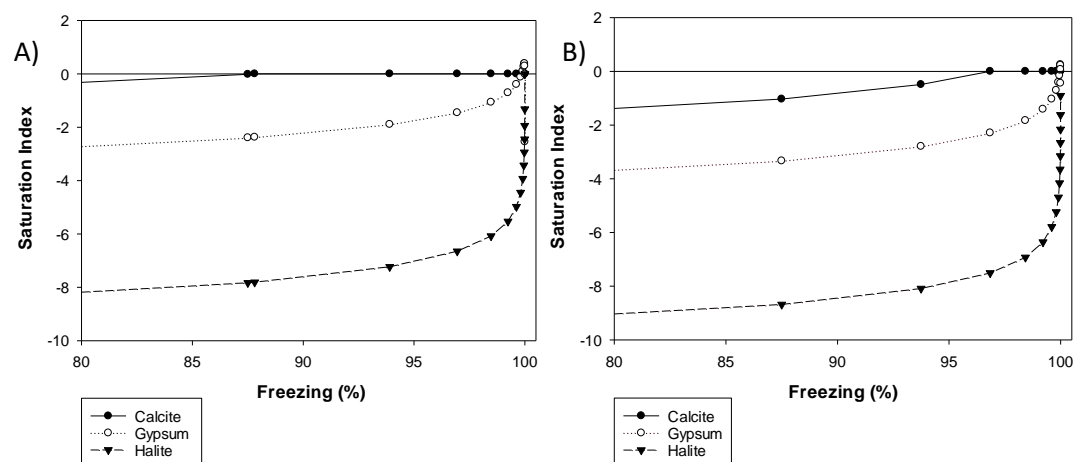 A)
Saturation Index
2
0
-2
-4
-6
-8
-10
80 85 90 95 100
Freezing (%)
Calcite
Gypsum
Halite
B)
Saturation Index
2
0
-2
-4
-6
-8
-10
80 85 90 95 100
Freezing (%)
Calcite
Gypsum
Halite